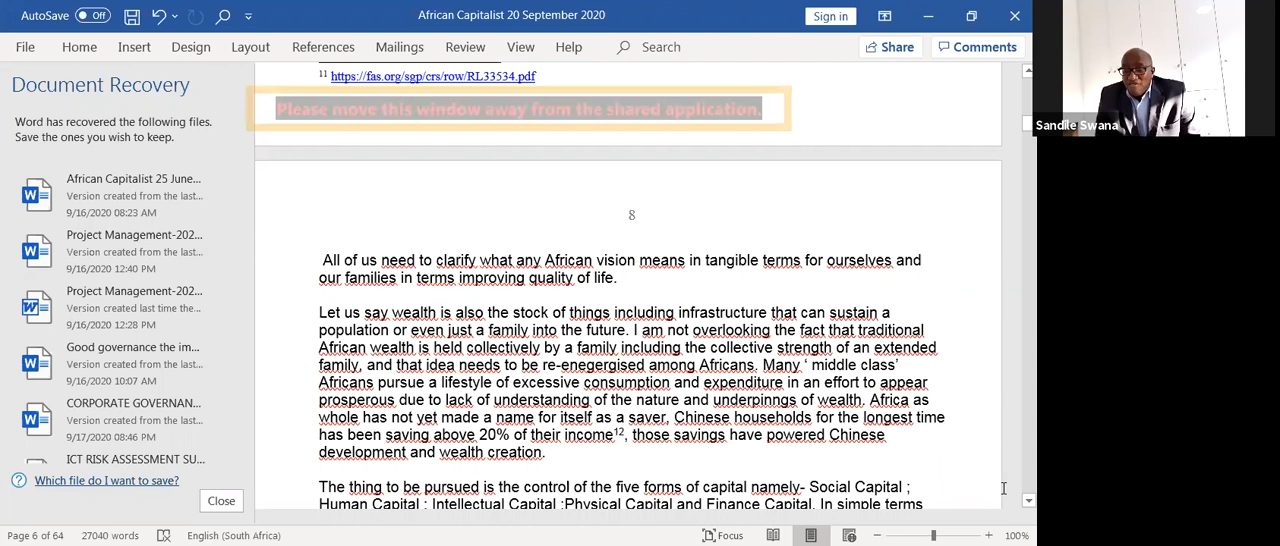 AutoSave Off African Capitalist 20 September 2020 Sign in
File Home Insert Design Layout References Mailings Review View Help Search Share Comments
Document Recovery
Word has recovered the following files.
Save the ones you wish to keep.
African Capitalist 25 June...
Version created from the last...
9/16/2020 08:23 AM
Project Management-202...
Version created from the last...
9/16/2020 12:40 PM
Project Management-202...
Version created last time the...
9/16/2020 12:28 PM
Good governance the im...
Version created from the last...
9/16/2020 10:07 AM
CORPORATE GOVERNAN...
Version created from the last...
9/17/2020 08:46 PM
ICT RISK ASSESSMENT SU...
Which file do I want to save?
Close
11 https://fas.org/sgp/crs/row/RL33534.pdf
Please move this window away from the shared application.
8
All of us need to clarify what any African vision means in tangible terms for ourselves and
our families in terms improving quality of life.
Let us say wealth is also the stock of things including infrastructure that can sustain a
population or even just a family into the future. I am not overlooking the fact that traditional
African wealth is held collectively by a family including the collective strength of an extended
family, and that idea needs to be re-enegergised among Africans. Many ‘ middle class’
Africans pursue a lifestyle of excessive consumption and expenditure in an effort to appear
prosperous due to lack of understanding of the nature and underpinngs of wealth. Africa as
whole has not yet made a name for itself as a saver, Chinese households for the longest time
has been saving above 20% of their income12, those savings have powered Chinese
development and wealth creation.
The thing to be pursued is the control of the five forms of capital namely- Social Capital ;
Human Capital ; Intellectual Capital ;Physical Capital and Finance Capital. In simple terms
Sandile Swana
Page 6 of 64 27040 words English (South Africa) Focus 100%